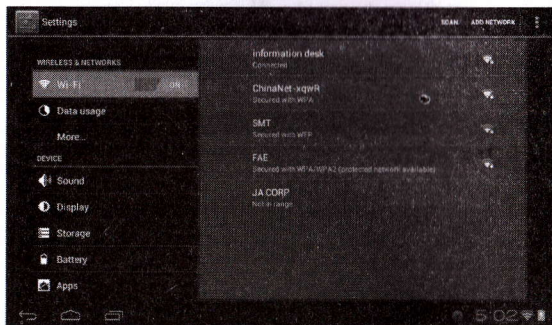 Settings
SCAN ADD NETWORK
WIRELESS & NETWORKS
Wi-Fi ON
Data usage
More...
DEVICE
Sound
Display
Storage
Battery
Apps
information desk
Connected
ChinaNet-xqwR
Secured with WPA
SMT
Secured with WEP
FAE
Secured with WPA/WPA2 (protected network available)
JA CORP
Not in range
5:02